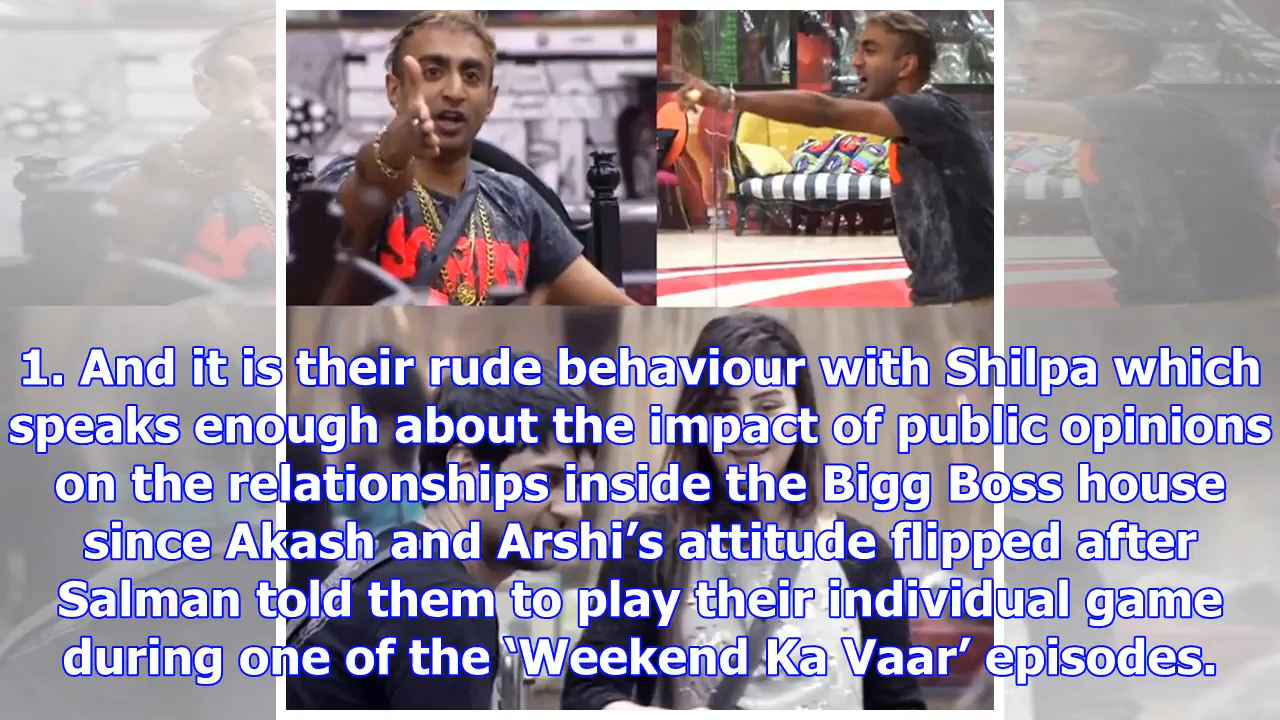 1. And it is their rude behaviour with Shilpa which
speaks enough about the impact of public opinions
on the relationships inside the Bigg Boss house
since Akash and Arshi’s attitude flipped after
Salman told them to play their individual game
during one of the ‘Weekend Ka Vaar’ episodes.